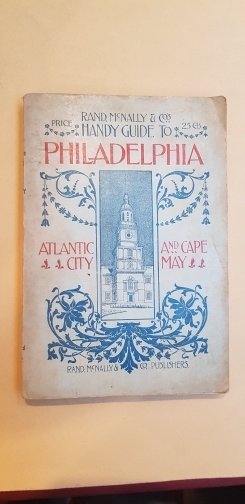 RAND, McNALLY & Co's
PRICE HANDY GUIDE TO 25 Cts
PHILADELPHIA
ATLANTIC AND CAPE
CITY MAY
RAND, McNALLY & Co. PUBLISHERS.